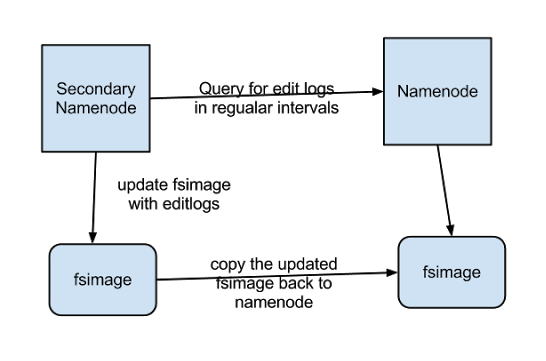 Secondary
Namenode
Query for edit logs
in regualar intervals
Namenode
update fsimage
with editlogs
fsimage
copy the updated
fsimage back to
namenode
fsimage